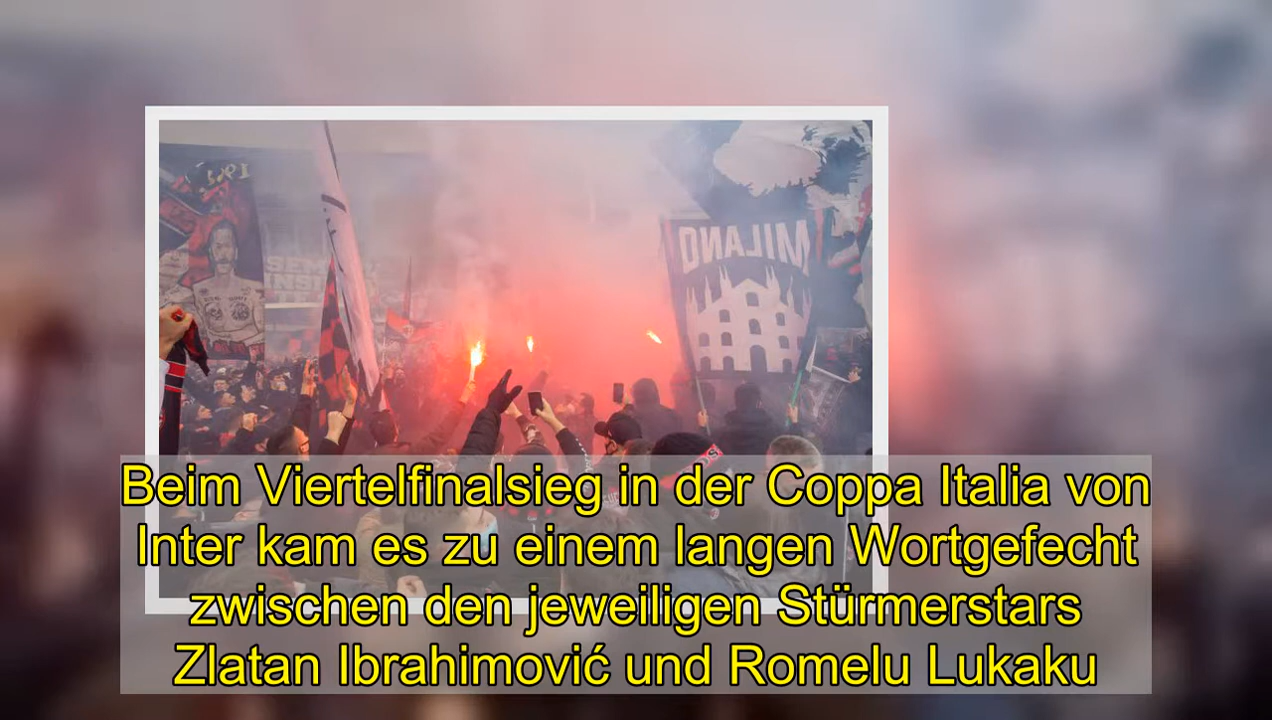 MILANO
Beim Viertelfinalsieg in der Coppa Italia von
Inter kam es zu einem langen Wortgefecht
zwischen den jeweiligen Stürmerstars
Zlatan Ibrahimović und Romelu Lukaku